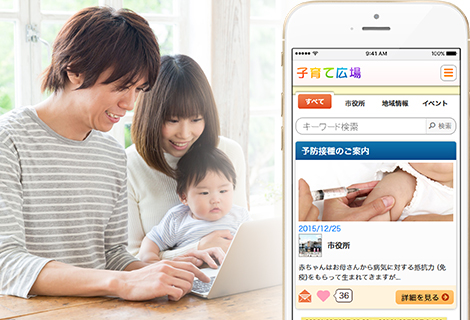 9:41 AM 100%
子育て広場
すべて 市役所 地域情報 イベント
キーワード検索 検索
予防接種のご案内
2015/12/25
市役所
赤ちゃんはお母さんから病気に対する抵抗力 (免
疫)をもらって生まれてきますが...
36 詳細を見る